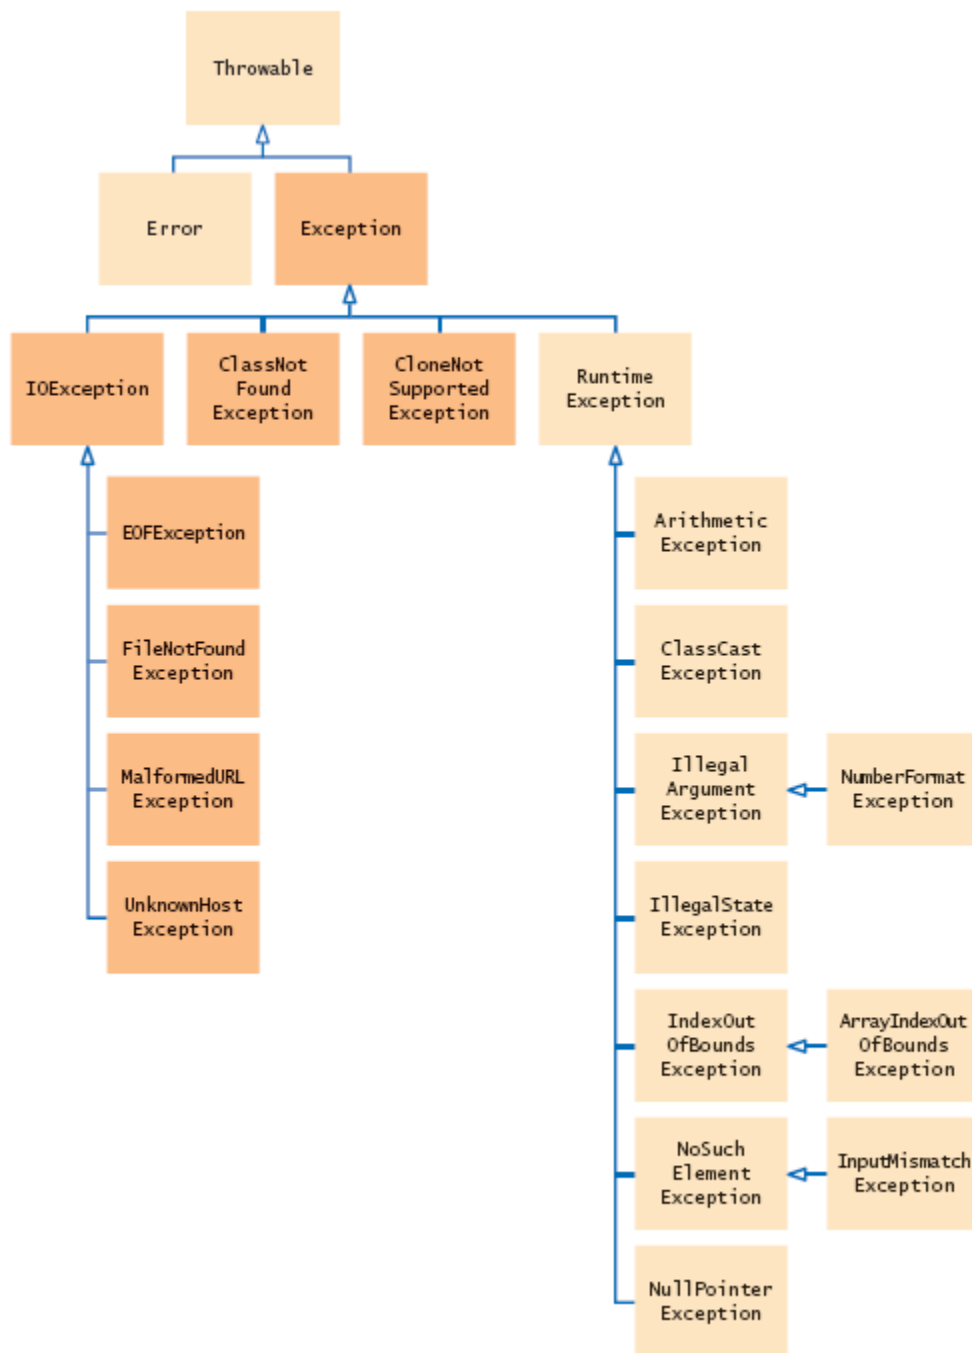 Throwable
Error
Exception
IOException
ClassNot
Found
Exception
CloneNot
Supported
Exception
Runtime
Exception
EOFException
FileNotFound
Exception
MalformedURL
Exception
UnknownHost
Exception
Arithmetic
Exception
ClassCast
Exception
Illegal
Argument
Exception
NumberFormat
Exception
IllegalState
Exception
IndexOut
OfBounds
Exception
ArrayIndexOut
OfBounds
Exception
NoSuch
Element
Exception
InputMismatch
Exception
NullPointer
Exception